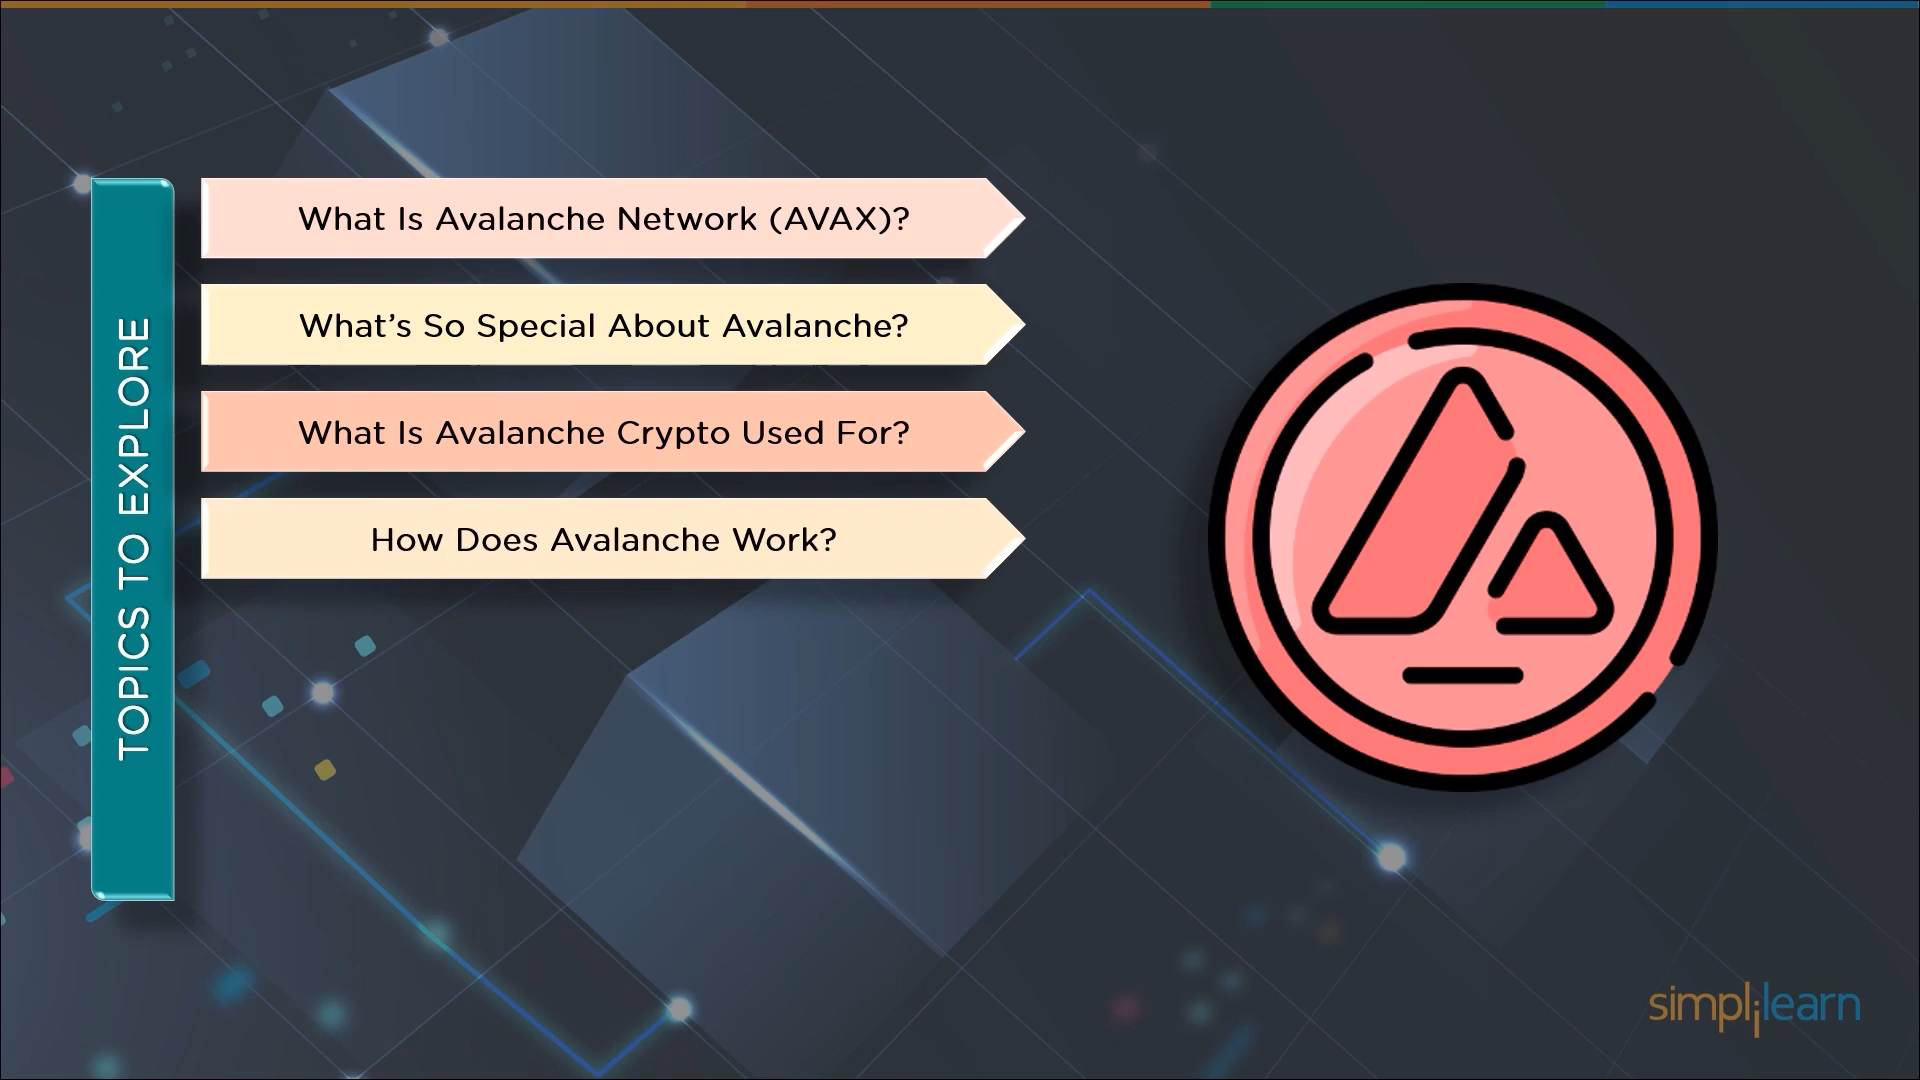 TOPICS TO EXPLORE
What Is Avalanche Network (AVAX)?
What’s So Special About Avalanche?
What Is Avalanche Crypto Used For?
How Does Avalanche Work?
simplilearn